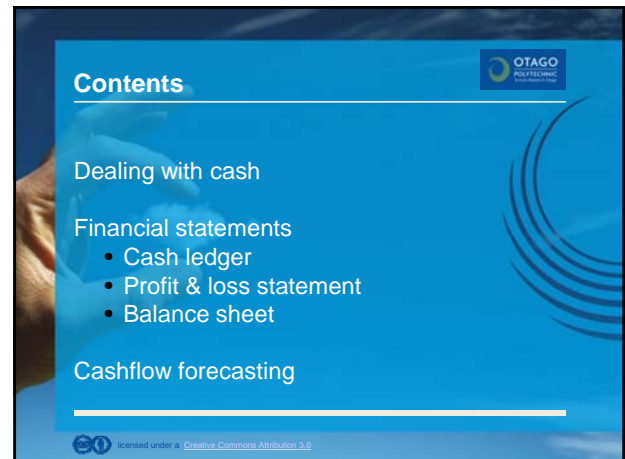 Contents
OTAGO
POLYTECHNIC
Dealing with cash
Financial statements
• Cash ledger
• Profit & loss statement
• Balance sheet
Cashflow forecasting
licensed under a Creative Commons Attribution 3.0